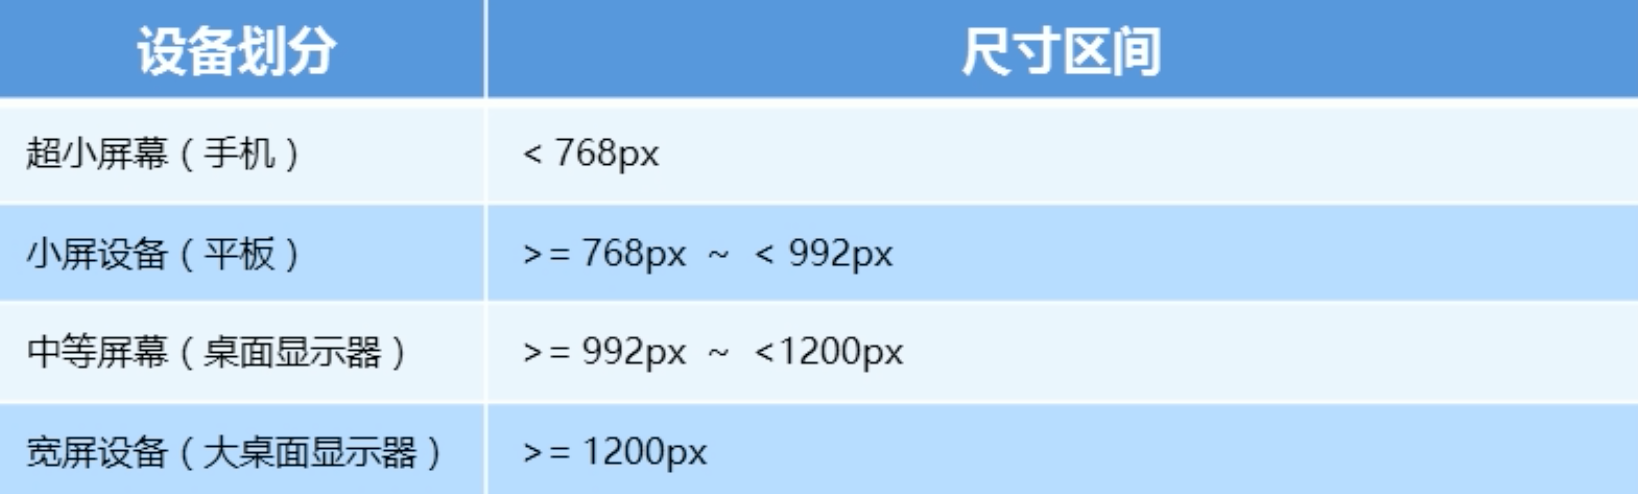 设备划分 尺寸区间
超小屏幕（手机） < 768px
小屏设备（平板） >= 768px ~ < 992px
中等屏幕（桌面显示器） >= 992px ~ <1200px
宽屏设备（大桌面显示器） >= 1200px